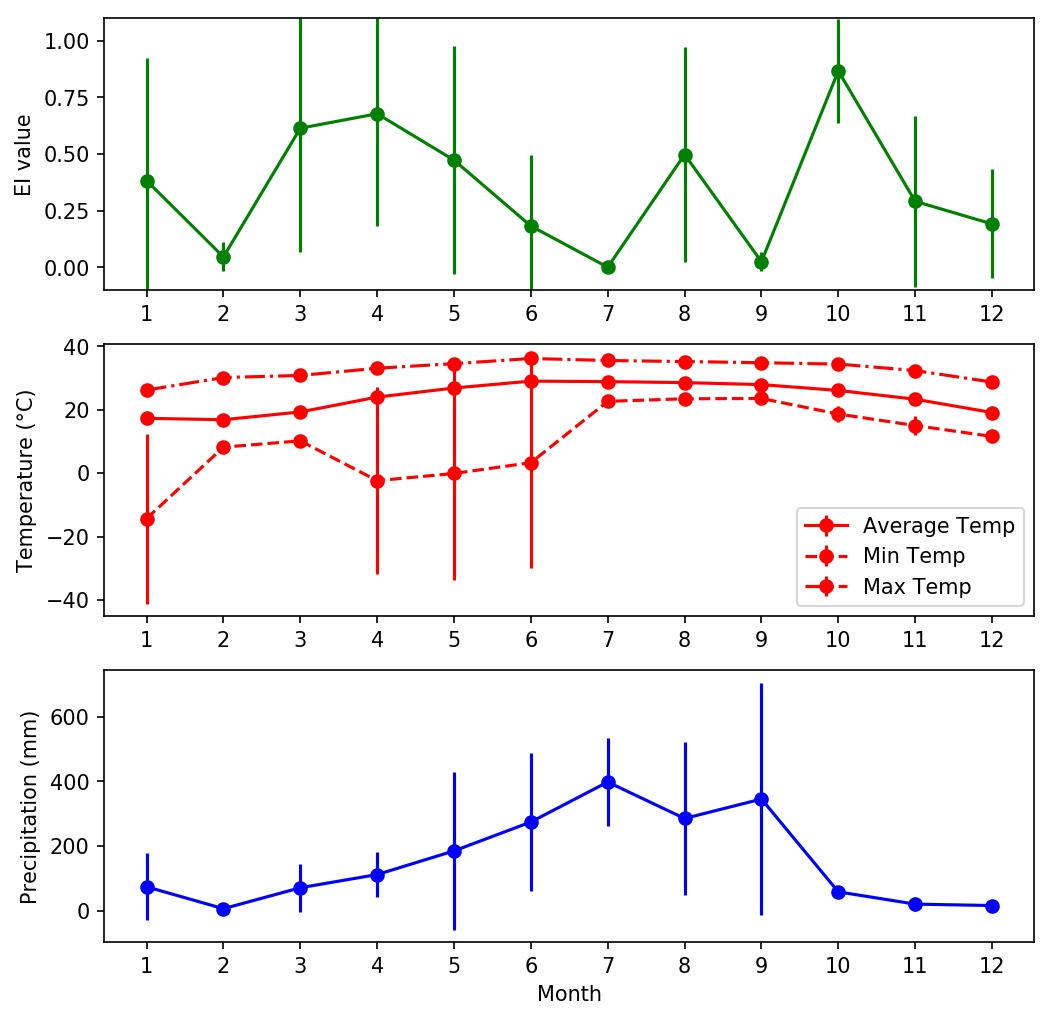 1.00
0.75
0.50
0.25
0.00
EI value
1 2 3 4 5 6 7 8 9 10 11 12
40
20
0
−20
−40
Temperature (°C)
Average Temp
Min Temp
Max Temp
1 2 3 4 5 6 7 8 9 10 11 12
600
400
200
0
Precipitation (mm)
1 2 3 4 5 6 7 8 9 10 11 12
Month